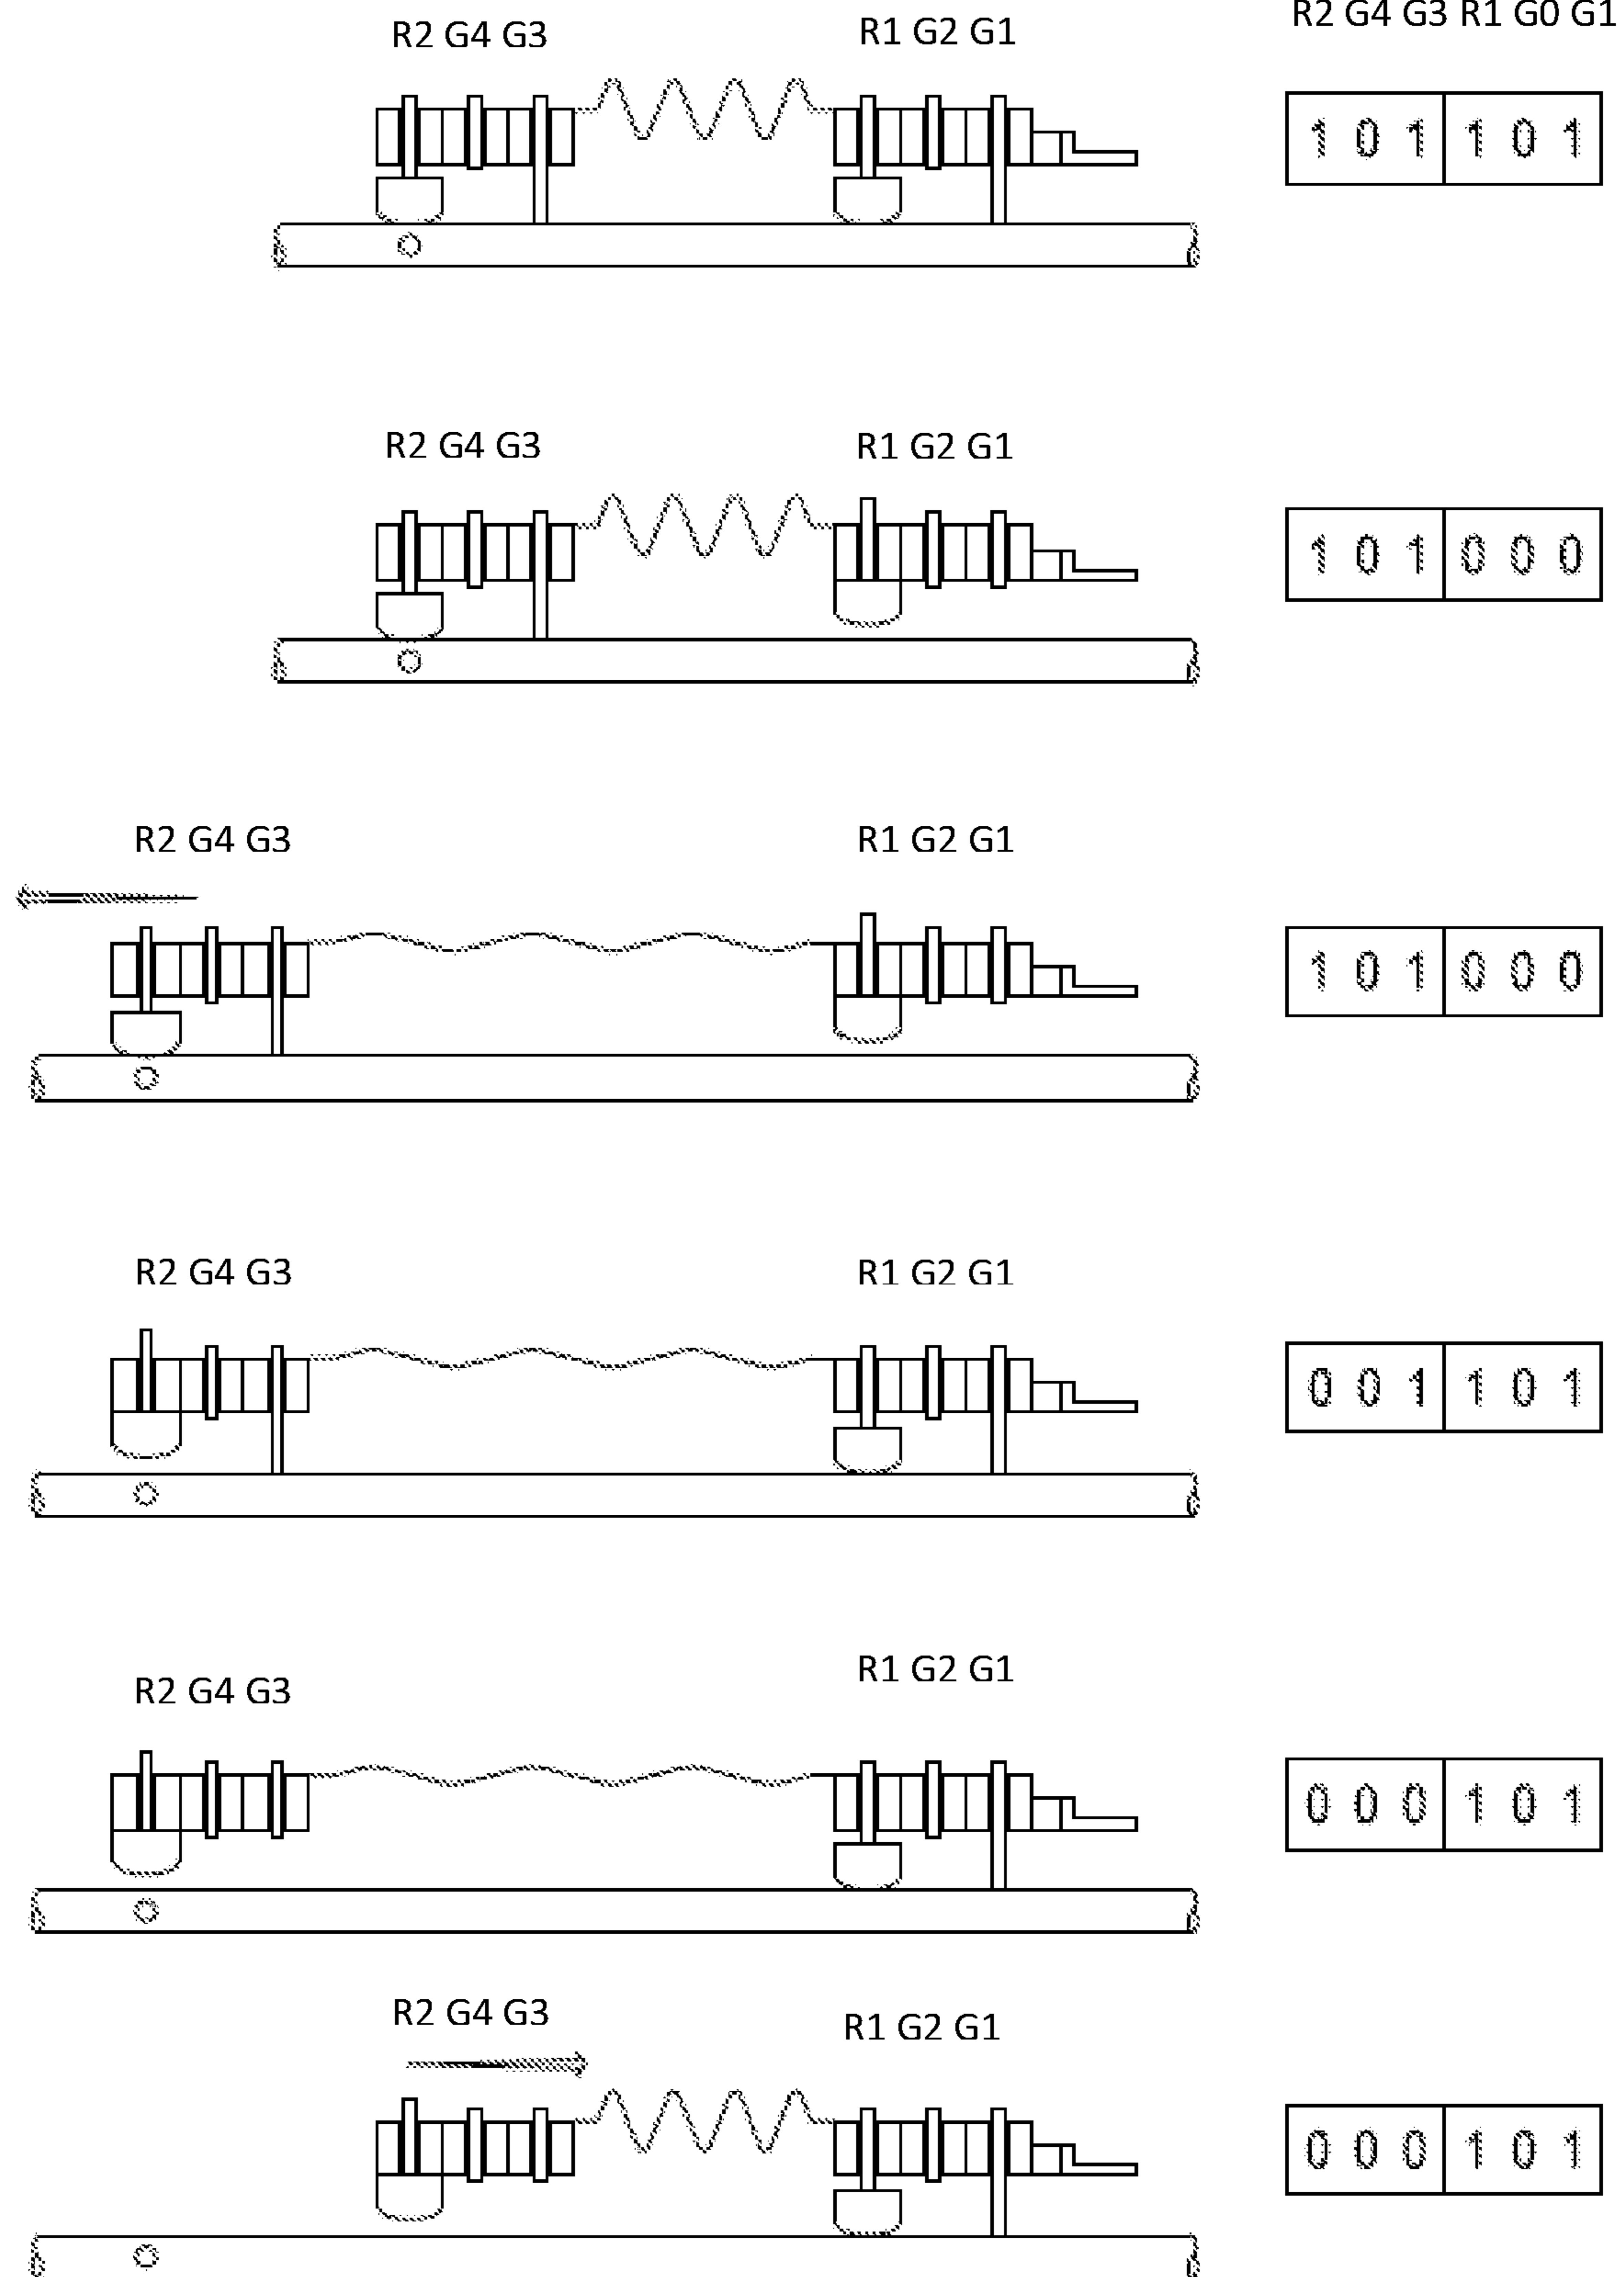 R2 G4 G3 R1 G0 G1
R2 G4 G3 R1 G2 G1
1 0 1 1 0 1
R2 G4 G3 R1 G2 G1
1 0 1 0 0 0
R2 G4 G3 R1 G2 G1
1 0 1 0 0 0
R2 G4 G3 R1 G2 G1
0 0 1 1 0 1
R1 G2 G1
R2 G4 G3
0 0 0 1 0 1
R2 G4 G3 R1 G2 G1
0 0 0 1 0 1